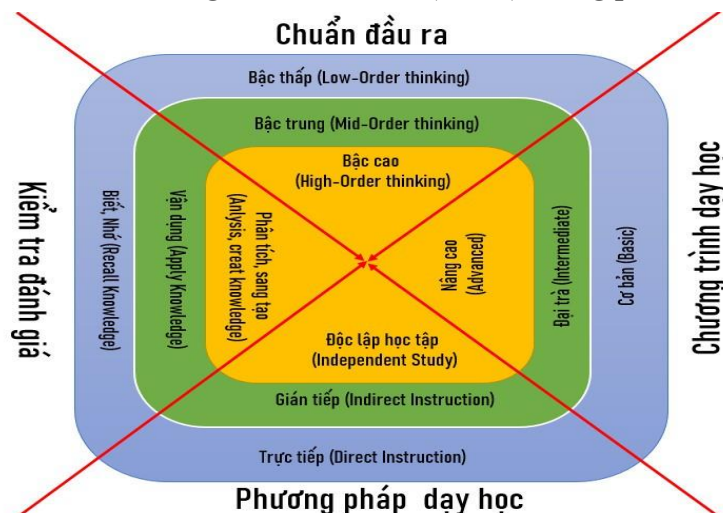 Chuẩn đầu ra
Bậc thấp (Low-Order thinking)
Bậc trung (Mid-Order thinking)
Bậc cao
(High-Order thinking)
Kiểm tra đánh giá
Biết, Nhớ (Recall Knowledge)
Vận dụng (Apply Knowledge)
Phân tích, sang tạo
(Anlysis, creat knowledge)
Nâng cao
(Advanced)
Đại trà (Intermediate)
Cơ bản (Basic)
Chương trình dạy học
Độc lập học tập
(Independent Study)
Gián tiếp (Indirect Instruction)
Trực tiếp (Direct Instruction)
Phương pháp dạy học